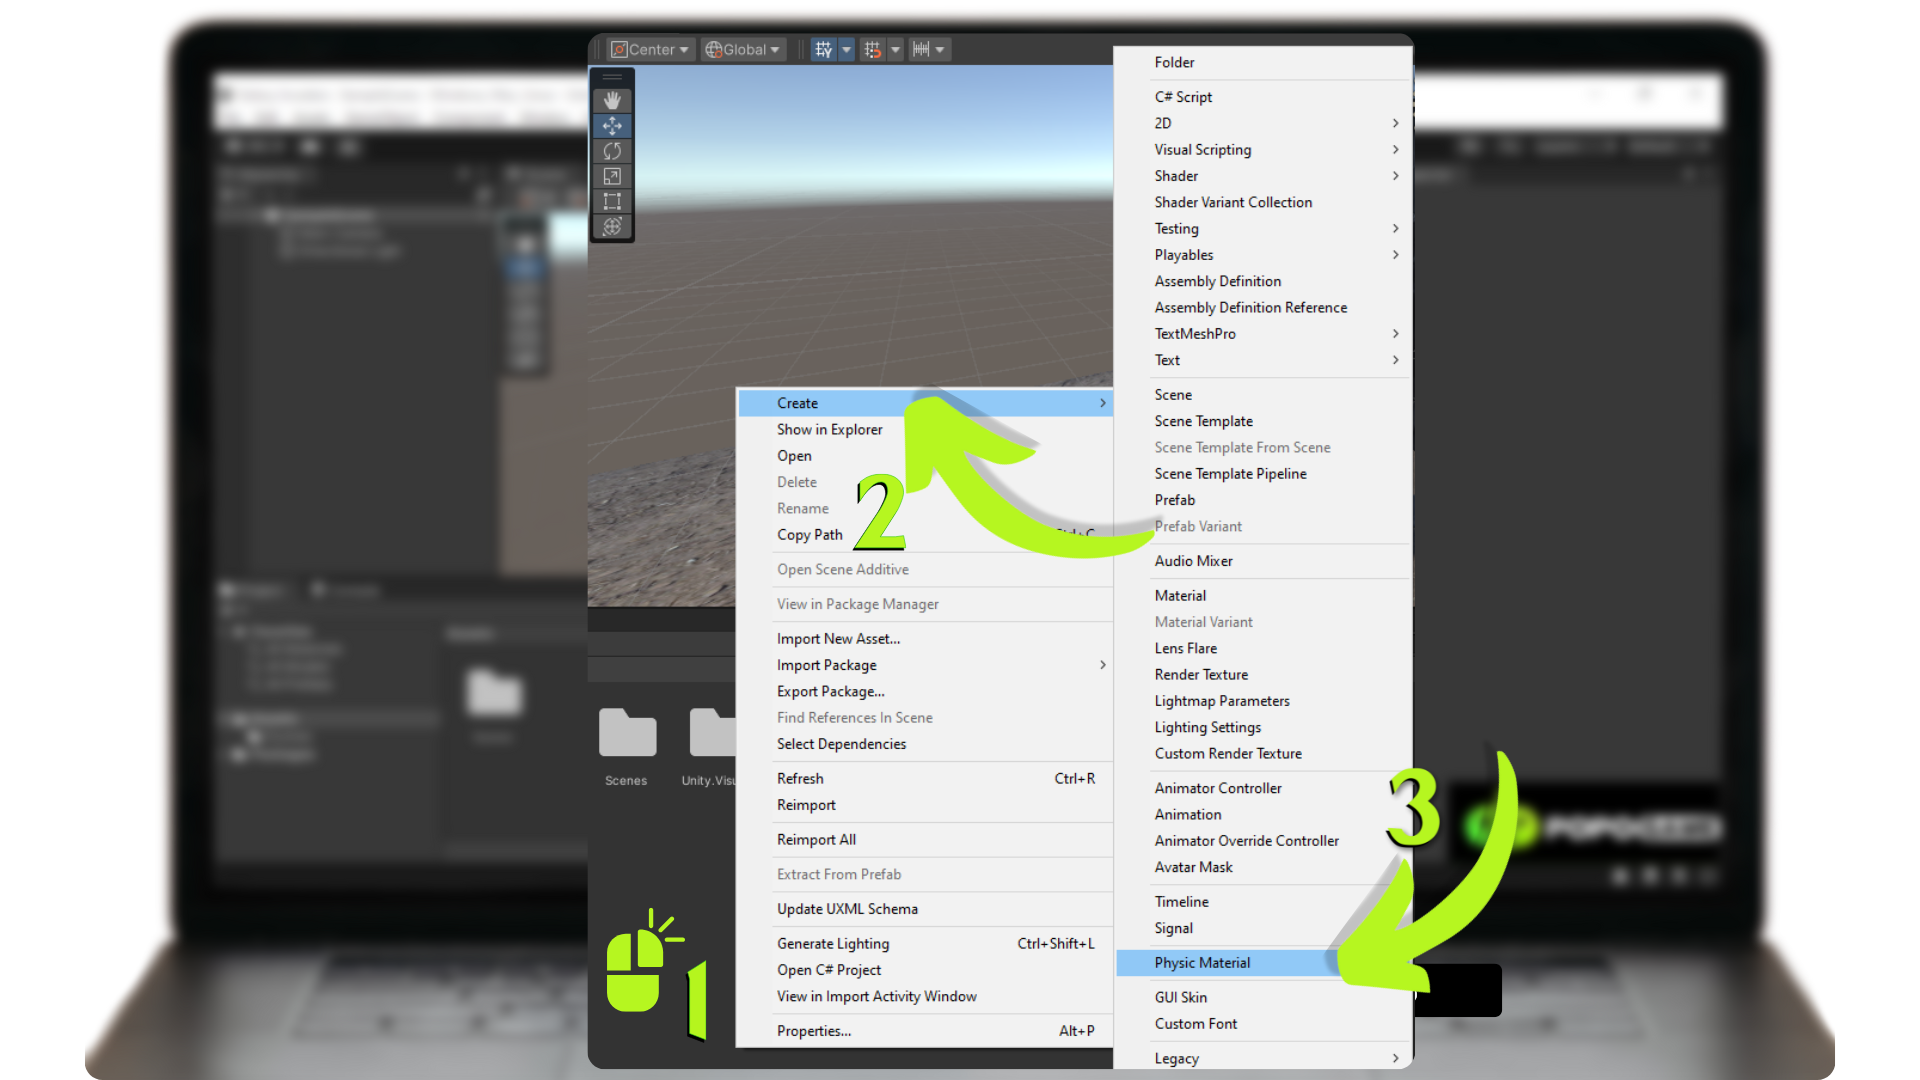 Center
Global
Folder
C# Script
2D
Visual Scripting
Shader
Shader Variant Collection
Testing
Playables
Assembly Definition
Assembly Definition Reference
TextMeshPro
Text
Scene
Scene Template
Scene Template From Scene
Scene Template Pipeline
Prefab
Prefab Variant
Audio Mixer
Material
Material Variant
Lens Flare
Render Texture
Lightmap Parameters
Lighting Settings
Custom Render Texture
Animator Controller
Animation
Animator Override Controller
Avatar Mask
Timeline
Signal
Physic Material
GUI Skin
Custom Font
Legacy
Create
Show in Explorer
Open
Delete
Rename
Copy Path
Open Scene Additive
View in Package Manager
Import New Asset...
Import Package
Export Package...
Find References In Scene
Select Dependencies
Refresh Ctrl+R
Reimport
Reimport All
Extract From Prefab
Update UXML Schema
Generate Lighting Ctrl+Shift+L
Open C# Project
View in Import Activity Window
Properties... Alt+P
Scenes
Unity.Visu
1
2
3
POPOGAME